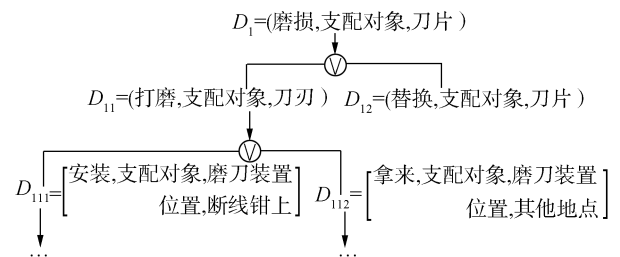 D₁=(磨损,支配对象,刀片)
∨
D₁₁=(打磨,支配对象,刀刃) D₁₂=(替换,支配对象,刀片)
∨
D₁₁₁=[安装,支配对象,磨刀装置
位置,断线钳上]
D₁₁₂=[拿来,支配对象,磨刀装置
位置,其他地点]
… …